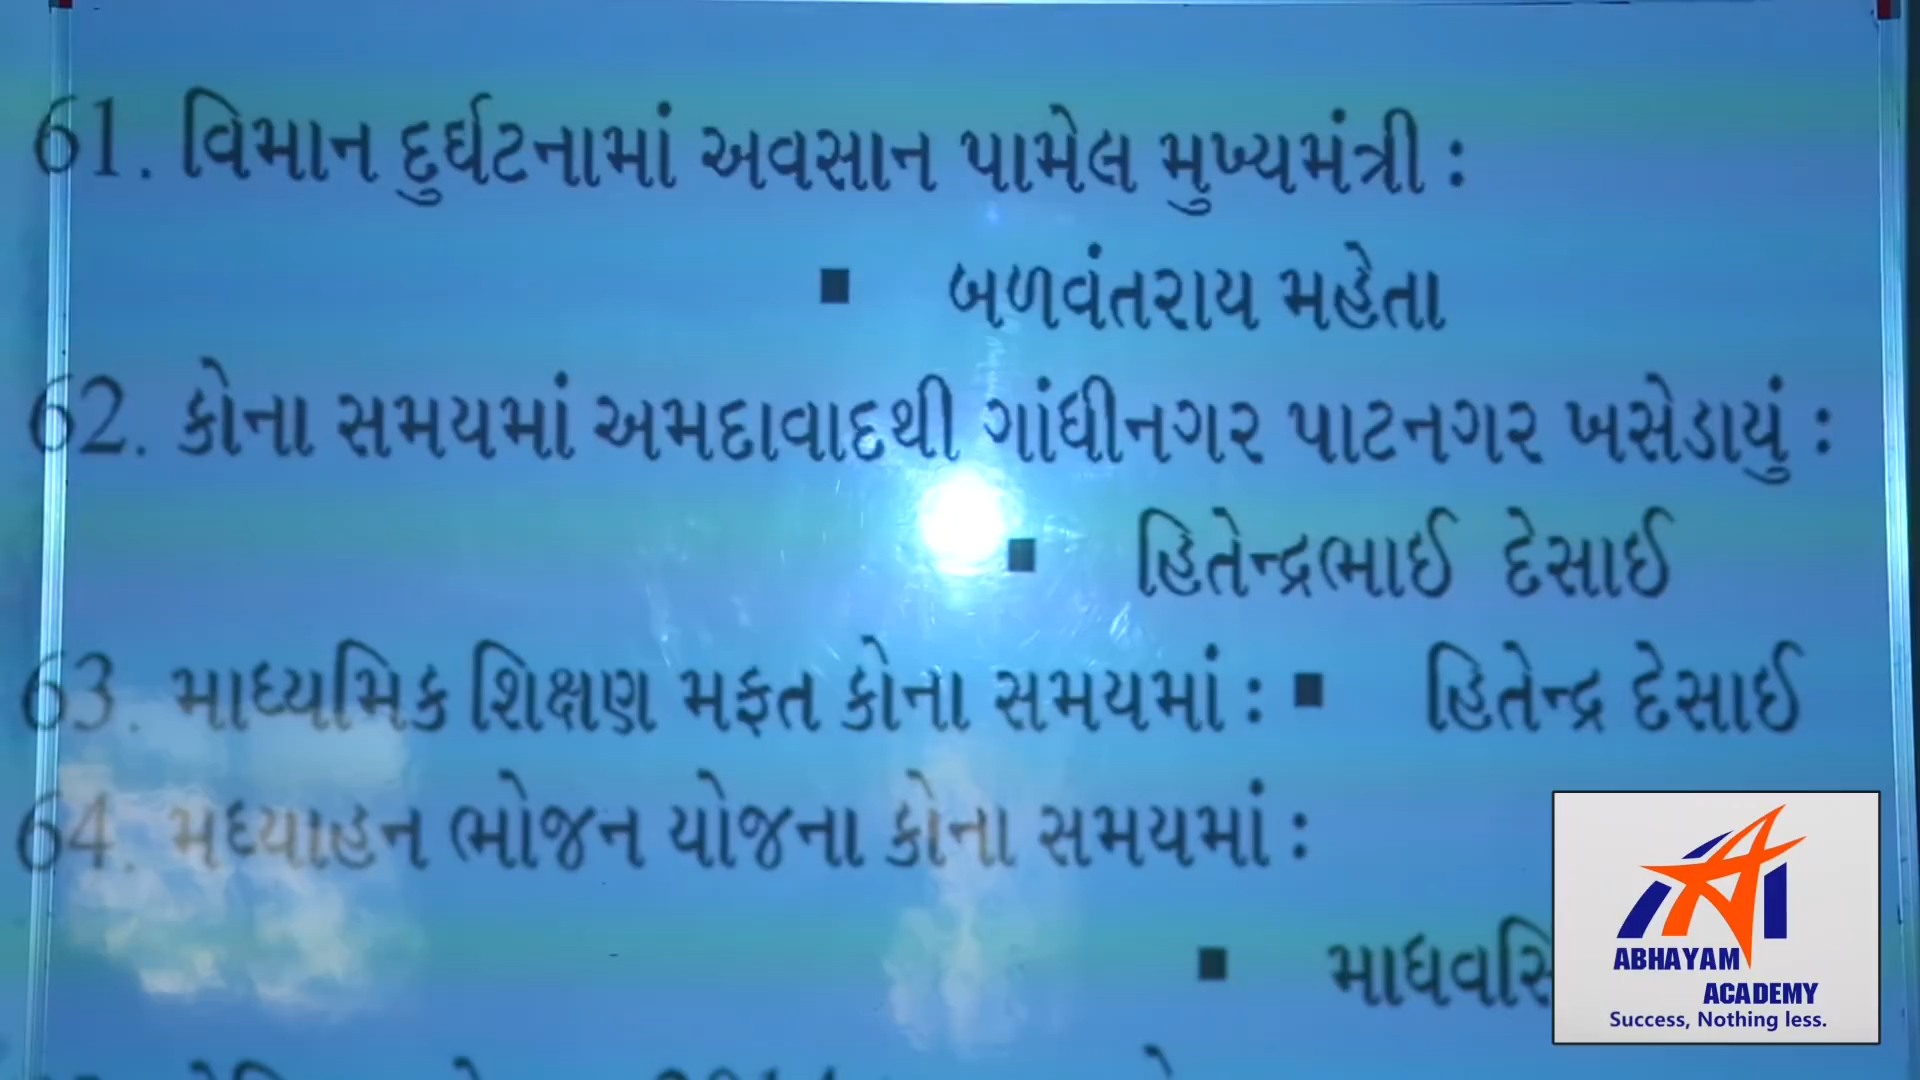 61. વિમાન દુર્ઘટનામાં અવસાન પામેલ મુખ્યમંત્રી :
▪ બળવંતરાય મહેતા
62. કોના સમયમાં અમદાવાદથી ગાંધીનગર પાટનગર ખસેડાયું :
▪ હિતેન્દ્રભાઈ દેસાઈ
63. માધ્યમિક શિક્ષણ મફત કોના સમયમાં : ▪ હિતેન્દ્ર દેસાઈ
64. મધ્યાહન ભોજન યોજના કોના સમયમાં :
▪
ABHAYAM
ACADEMY
Success, Nothing less.